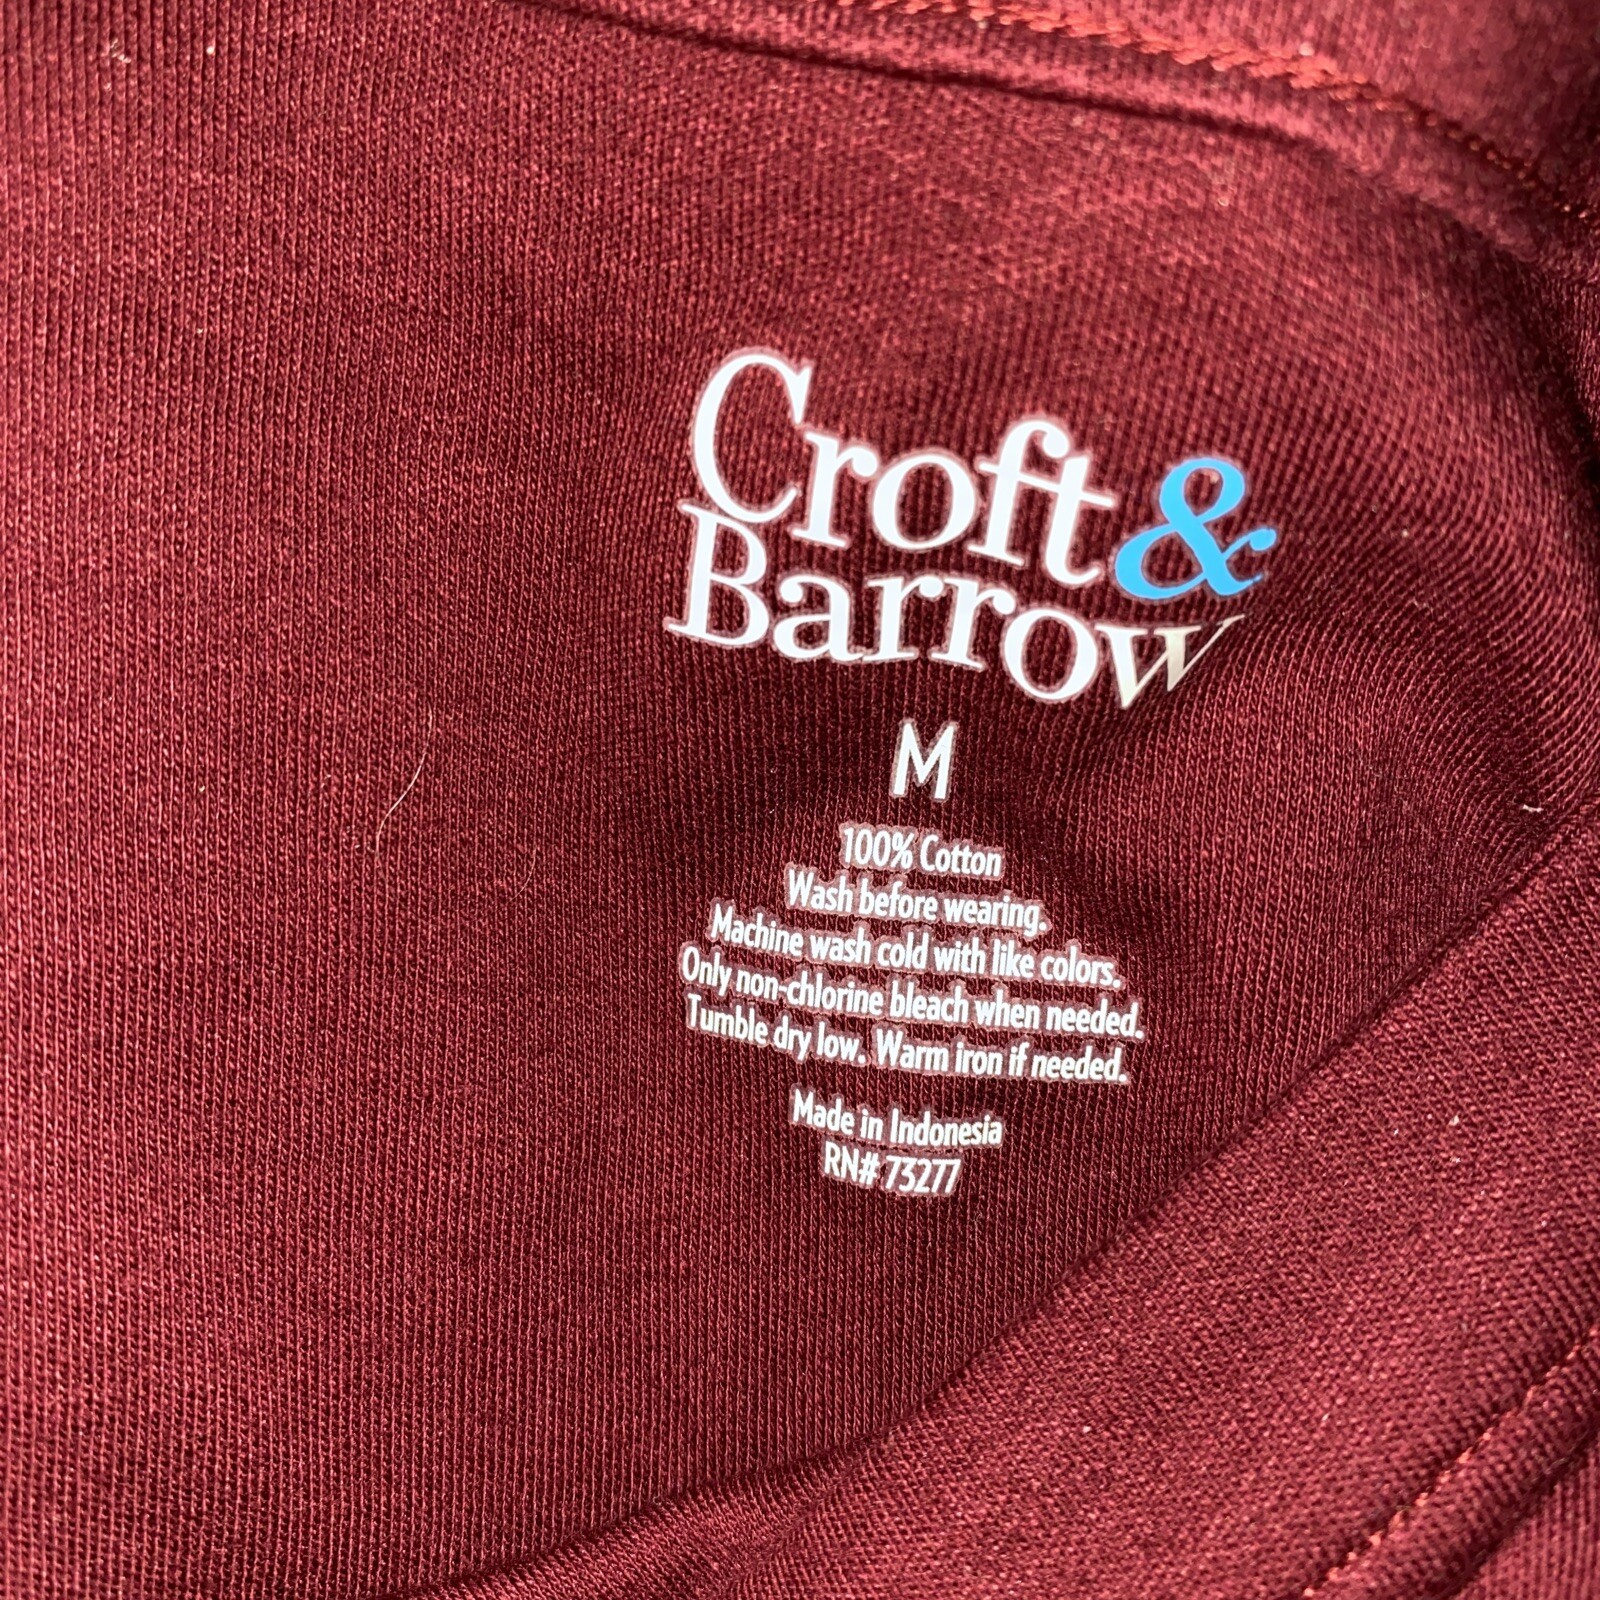 Croft &
Barrow
M
100% Cotton
Wash before wearing.
Machine wash cold with like colors.
Only non-chlorine bleach when needed.
Tumble dry low. Warm iron if needed.
Made in Indonesia
RN# 73277